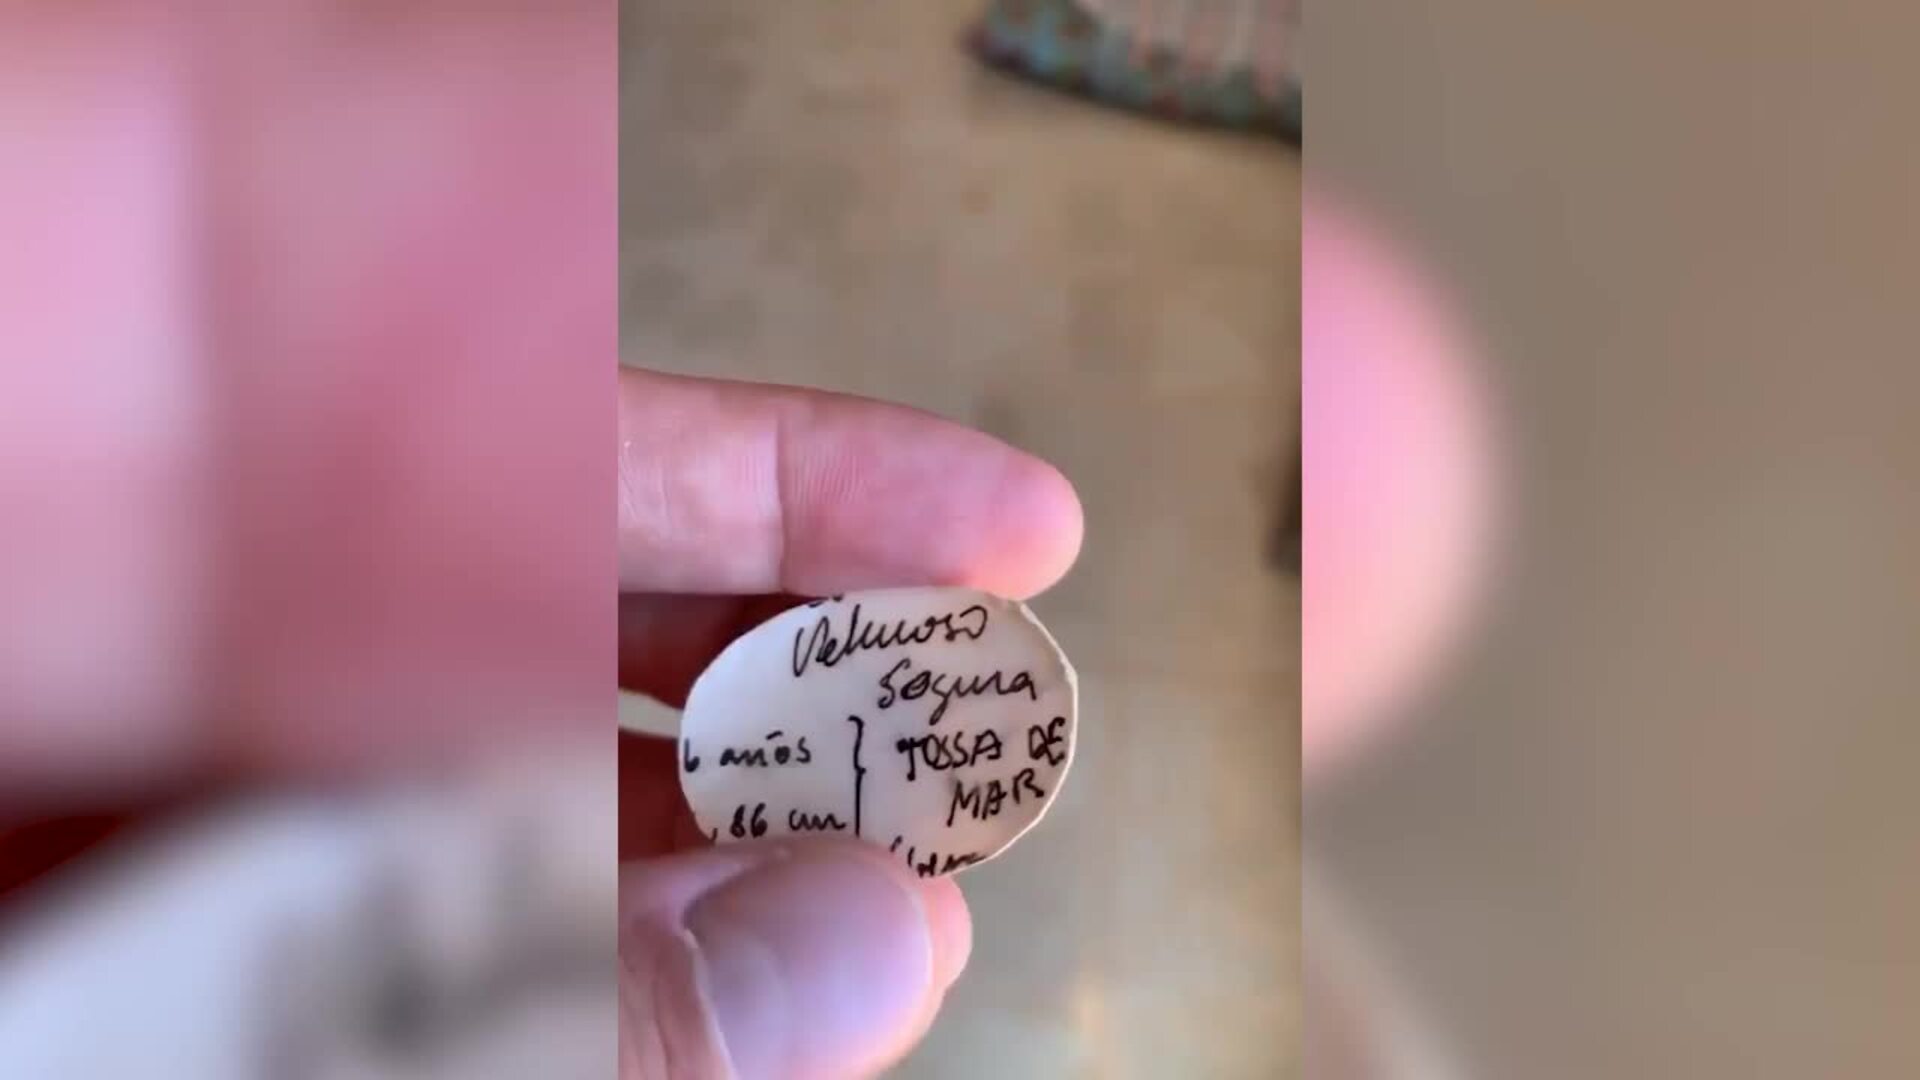 Segura
6 años } TOSSA DE
MAR
,86 cm